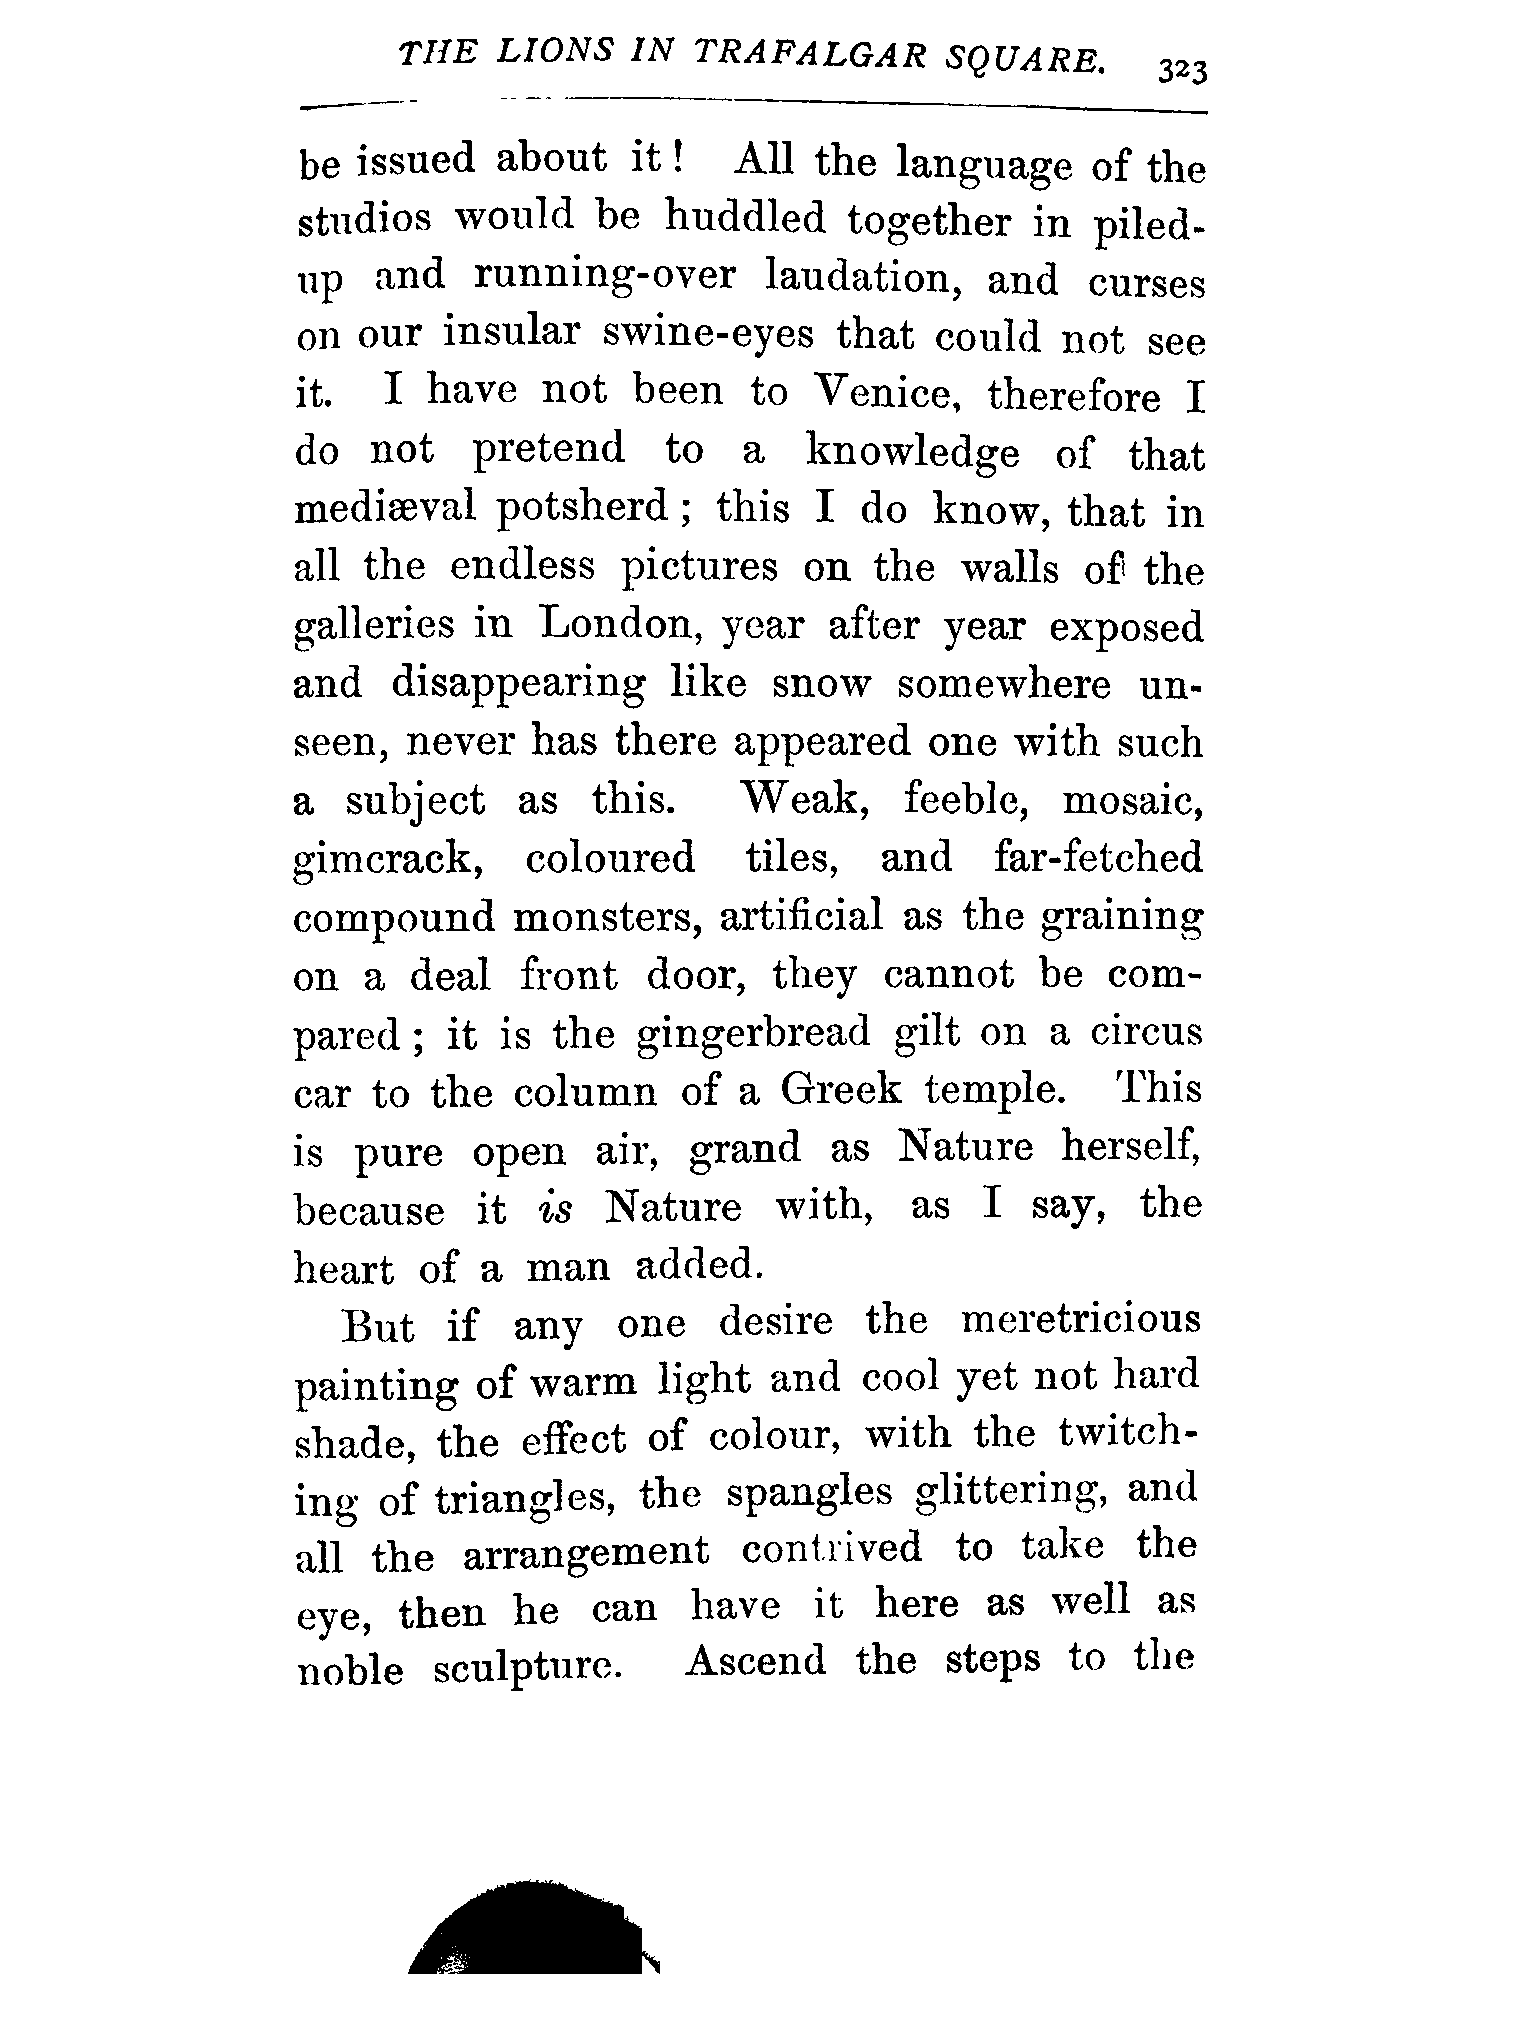 THE LIONS IN TRAFALGAR SQUARE. 323
be issued about it! All the language of the
studios would be huddled together in piled-
up and running-over laudation, and curses
on our insular swine-eyes that could not see
it. I have not been to Venice, therefore I
do not pretend to a knowledge of that
mediæval potsherd; this I do know, that in
all the endless pictures on the walls of the
galleries in London, year after year exposed
and disappearing like snow somewhere un-
seen, never has there appeared one with such
a subject as this. Weak, feeble, mosaic,
gimcrack, coloured tiles, and far-fetched
compound monsters, artificial as the graining
on a deal front door, they cannot be com-
pared; it is the gingerbread gilt on a circus
car to the column of a Greek temple. This
is pure open air, grand as Nature herself,
because it is Nature with, as I say, the
heart of a man added.
But if any one desire the meretricious
painting of warm light and cool yet not hard
shade, the effect of colour, with the twitch-
ing of triangles, the spangles glittering, and
all the arrangement contrived to take the
eye, then he can have it here as well as
noble sculpture. Ascend the steps to the